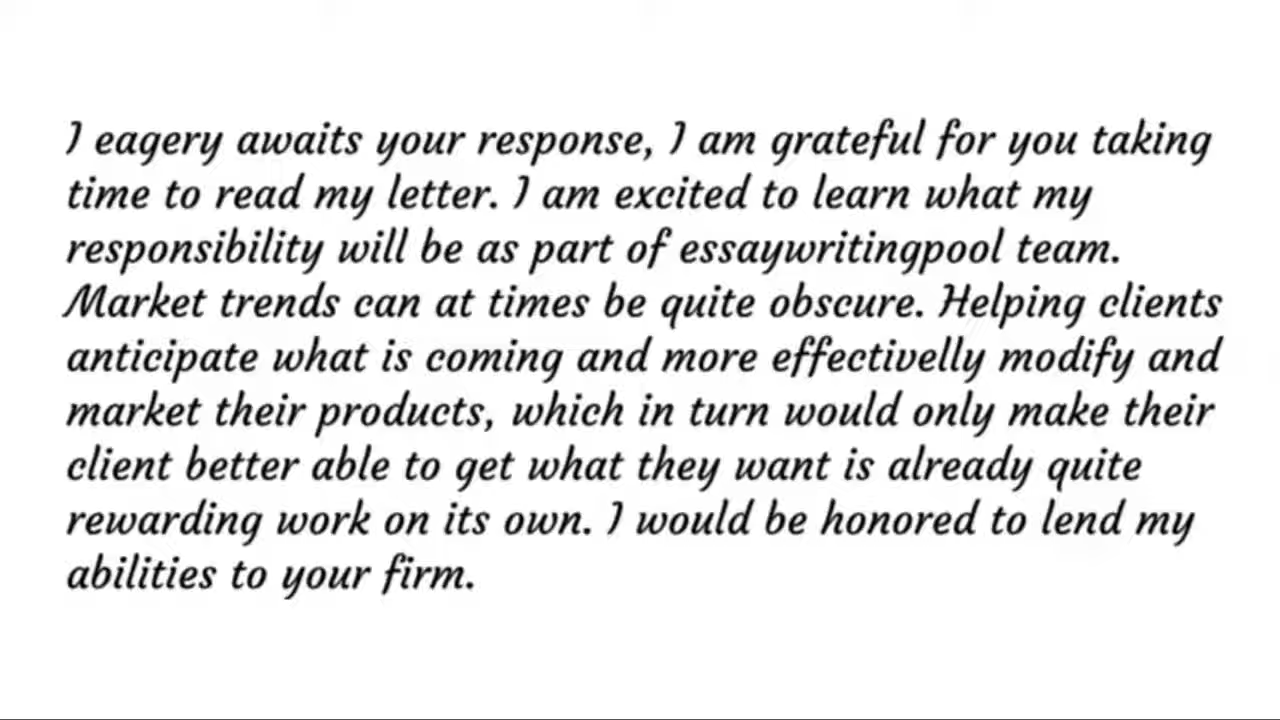 I eagery awaits your response, I am grateful for you taking
time to read my letter. I am excited to learn what my
responsibility will be as part of essaywritingpool team.
Market trends can at times be quite obscure. Helping clients
anticipate what is coming and more effectivelly modify and
market their products, which in turn would only make their
client better able to get what they want is already quite
rewarding work on its own. I would be honored to lend my
abilities to your firm.